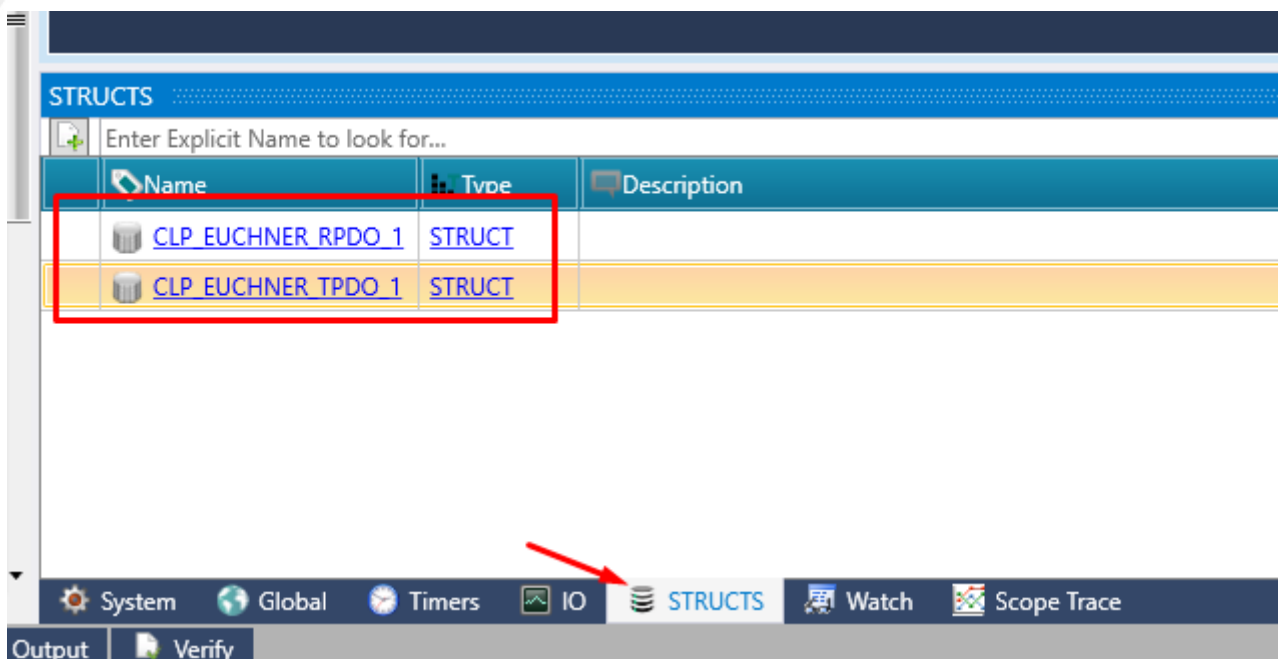 STRUCTS
Enter Explicit Name to look for...
Name Type Description
CLP_EUCHNER_RPDO_1 STRUCT
CLP_EUCHNER_TPDO_1 STRUCT
System Global Timers IO STRUCTS Watch Scope Trace
Output Verify